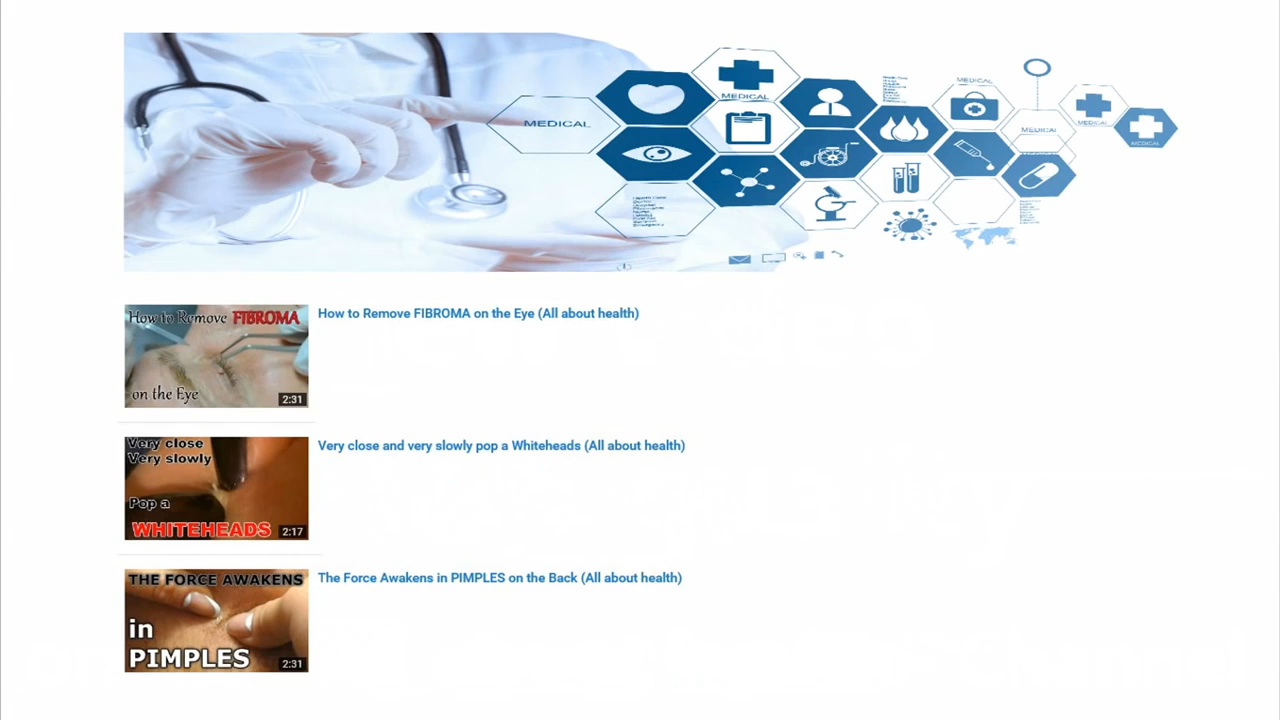 MEDICAL
MEDICAL
MEDICAL
MEDICAL
MEDICAL
MEDICAL
How to Remove FIBROMA
on the Eye
2:31
How to Remove FIBROMA on the Eye (All about health)
Very close
Very slowly
Pop a
WHITEHEADS
2:17
Very close and very slowly pop a Whiteheads (All about health)
THE FORCE AWAKENS
in
PIMPLES
2:31
The Force Awakens in PIMPLES on the Back (All about health)